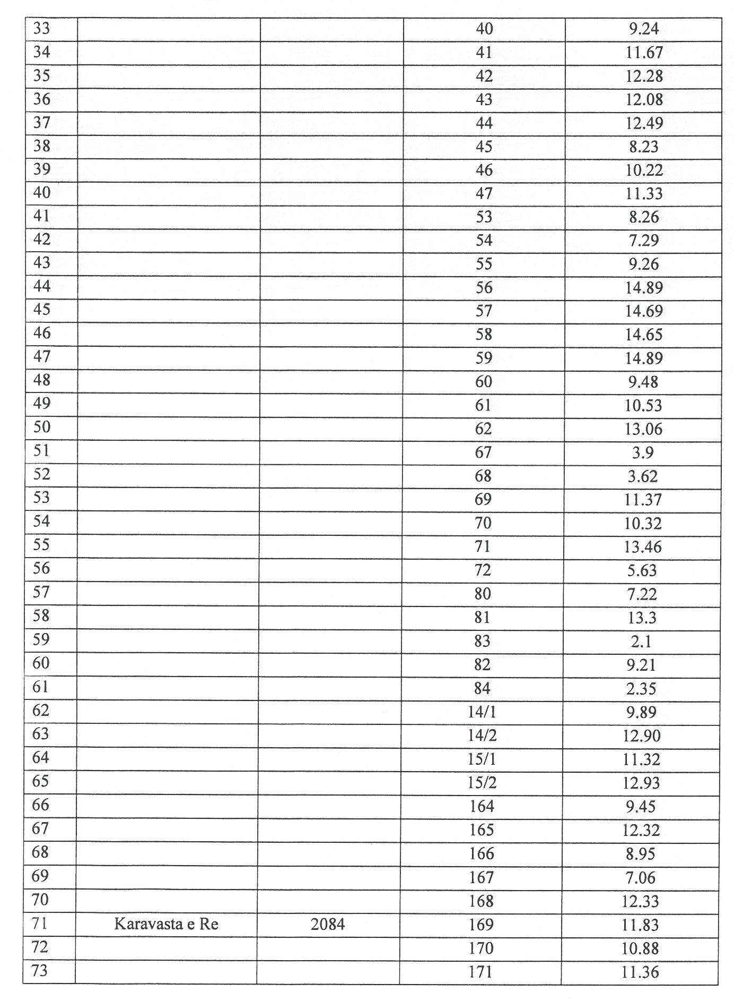 33 40 9.24
34 41 11.67
35 42 12.28
36 43 12.08
37 44 12.49
38 45 8.23
39 46 10.22
40 47 11.33
41 53 8.26
42 54 7.29
43 55 9.26
44 56 14.89
45 57 14.69
46 58 14.65
47 59 14.89
48 60 9.48
49 61 10.53
50 62 13.06
51 67 3.9
52 68 3.62
53 69 11.37
54 70 10.32
55 71 13.46
56 72 5.63
57 80 7.22
58 81 13.3
59 83 2.1
60 82 9.21
61 84 2.35
62 14/1 9.89
63 14/2 12.90
64 15/1 11.32
65 15/2 12.93
66 164 9.45
67 165 12.32
68 166 8.95
69 167 7.06
70 168 12.33
71 Karavasta e Re 2084 169 11.83
72 170 10.88
73 171 11.36